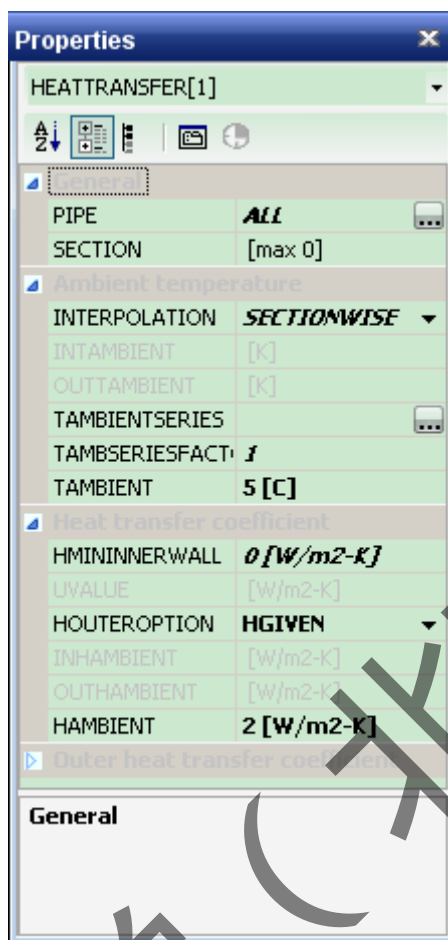 Properties
HEATTRANSFER[1]
General
PIPE ALL
SECTION [max 0]
Ambient temperature
INTERPOLATION SECTIONWISE
INTAMBIENT [K]
OUTTAMBIENT [K]
TAMBIENTSERIES
TAMBSERIESFACT 1
TAMBIENT 5 [C]
Heat transfer coefficient
HMININNERWALL 0 [W/m2-K]
UVALUE [W/m2-K]
HOUTEROPTION HGIVEN
INHAMBIENT [W/m2-K]
OUTHAMBIENT [W/m2-K]
HAMBIENT 2 [W/m2-K]
Outer heat transfer coefficient
General